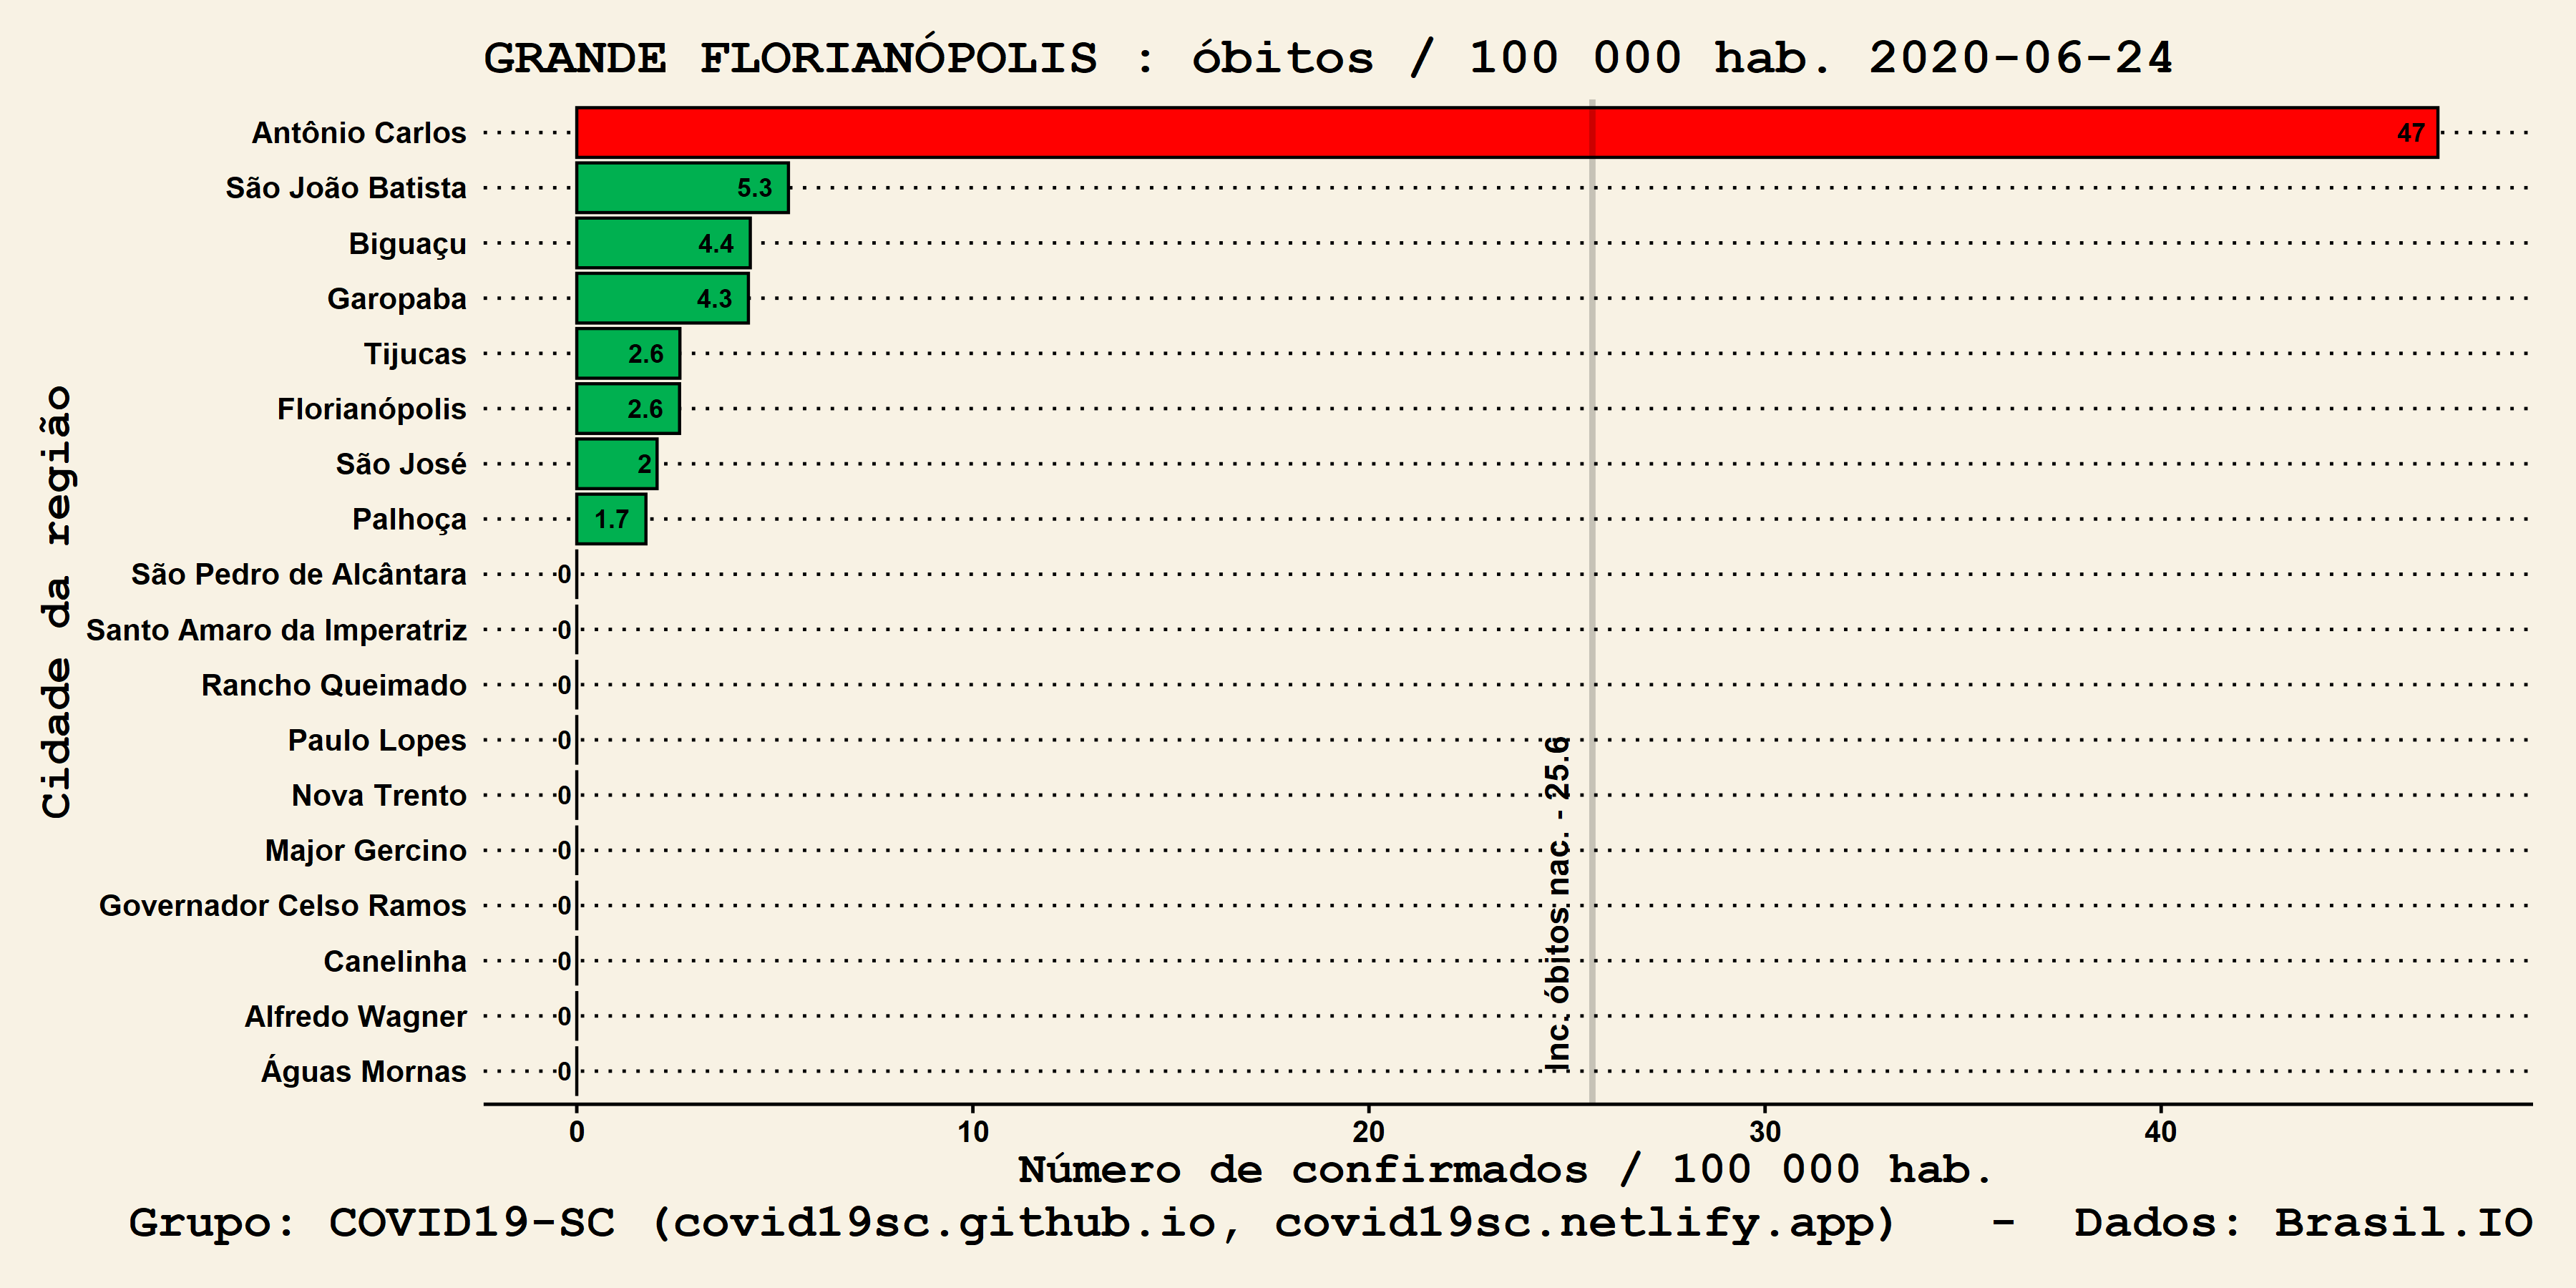 GRANDE FLORIANÓPOLIS : óbitos / 100 000 hab. 2020-06-24
Cidade da região
Antônio Carlos 47
São João Batista 5.3
Biguaçu 4.4
Garopaba 4.3
Tijucas 2.6
Florianópolis 2.6
São José 2
Palhoça 1.7
São Pedro de Alcântara 0
Santo Amaro da Imperatriz 0
Rancho Queimado 0
Paulo Lopes 0
Nova Trento 0
Major Gercino 0
Governador Celso Ramos 0
Canelinha 0
Alfredo Wagner 0
Águas Mornas 0
Inc. óbitos nac. - 25.6
0 10 20 30 40
Número de confirmados / 100 000 hab.
Grupo: COVID19-SC (covid19sc.github.io, covid19sc.netlify.app) - Dados: Brasil.IO